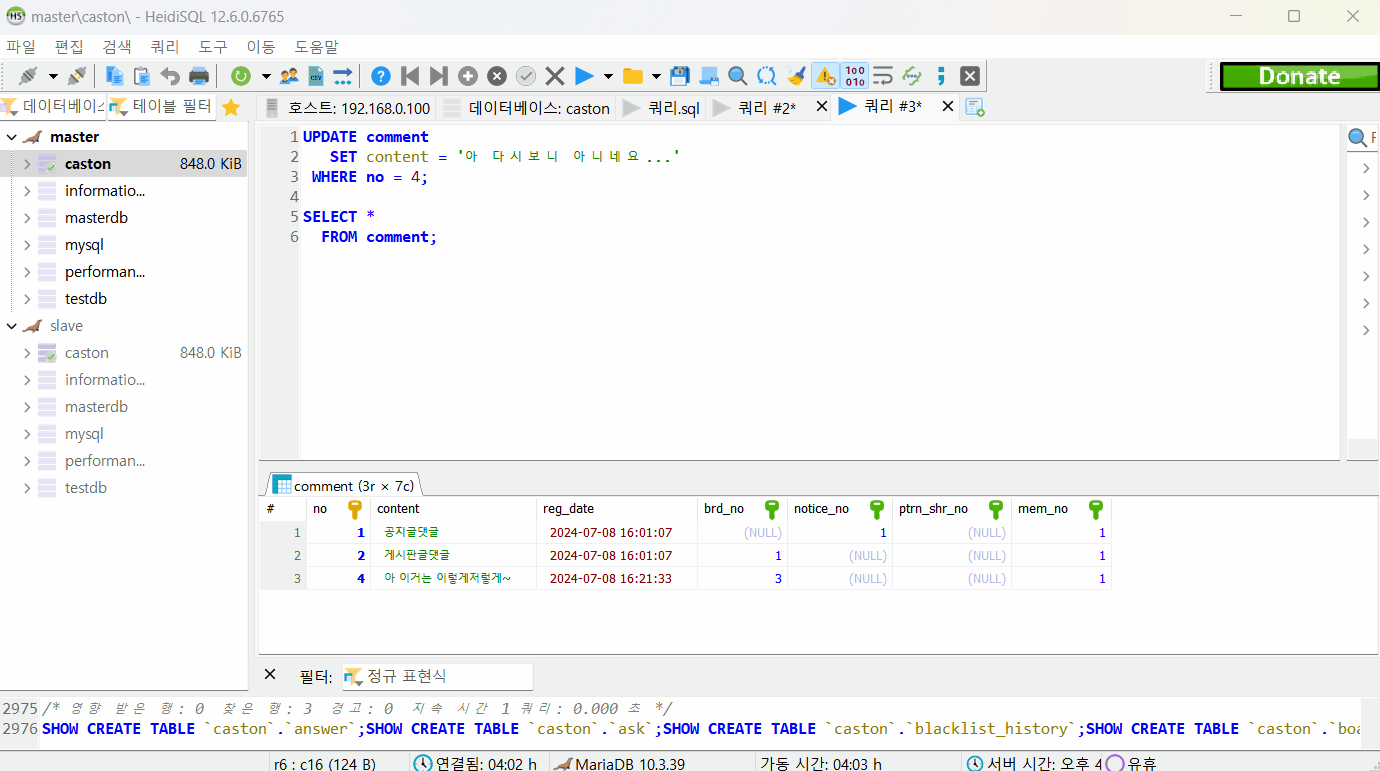 master\caston\ - HeidiSQL 12.6.0.6765
파일 편집 검색 쿼리 도구 이동 도움말
Donate
테이블 필터
호스트: 192.168.0.100
데이터베이스: caston
쿼리.sql
쿼리 #2*
쿼리 #3*
master
caston 848.0 KiB
informatio...
masterdb
mysql
performan...
testdb
slave
caston 848.0 KiB
informatio...
masterdb
mysql
performan...
testdb
1 UPDATE comment
2 SET content = '아 다시보니 아니네요...'
3 WHERE no = 4;
4
5 SELECT *
6 FROM comment;
comment (3r × 7c)
# no content reg_date brd_no notice_no ptrn_shr_no mem_no
1 1 공지글댓글 2024-07-08 16:01:07 (NULL) 1 (NULL) 1
2 2 게시판글댓글 2024-07-08 16:01:07 1 (NULL) (NULL) 1
3 4 아 이거는 이렇게저렇게~ 2024-07-08 16:21:33 3 (NULL) (NULL) 1
필터: 정규 표현식
2975 /* 영향 받은 행: 0 찾은 행: 3 경고: 0 지속 시간 1 쿼리: 0.000 초 */
2976 SHOW CREATE TABLE `caston`.`answer`;SHOW CREATE TABLE `caston`.`ask`;SHOW CREATE TABLE `caston`.`blacklist_history`;SHOW CREATE TABLE `caston`.`boa
r6 : c16 (124 B) 연결됨: 04:02 h MariaDB 10.3.39 가동 시간: 04:03 h 서버 시간: 오후 4 유휴